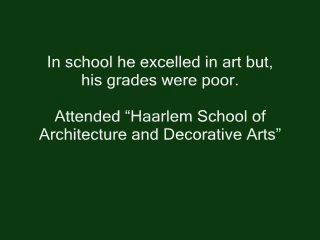 In school he excelled in art but,
his grades were poor.
Attended “Haarlem School of
Architecture and Decorative Arts”